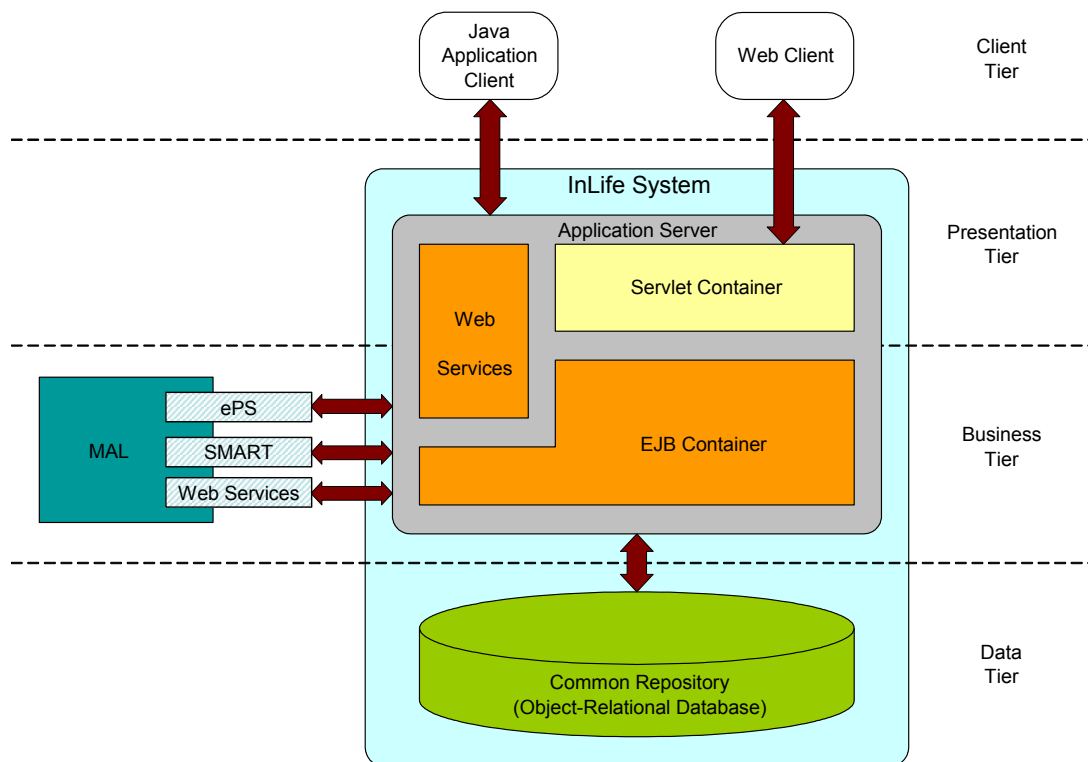 Java
Application
Client
Web Client
Client
Tier
InLife System
Application Server
Presentation
Tier
Servlet Container
Web
Services
ePS
MAL
SMART
Web Services
EJB Container
Business
Tier
Common Repository
(Object-Relational Database)
Data
Tier